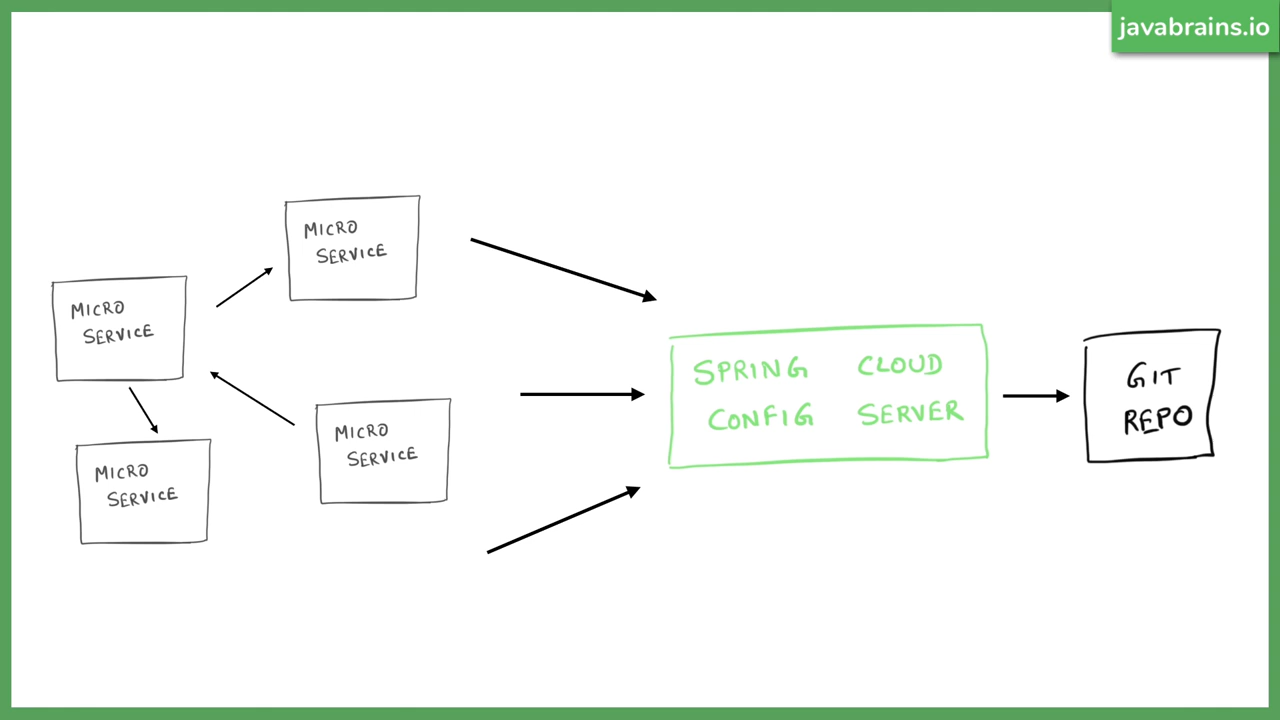 javabrains.io
MICRO
SERVICE
MICRO
SERVICE
MICRO
SERVICE
MICRO
SERVICE
SPRING CLOUD
CONFIG SERVER
GIT
REPO